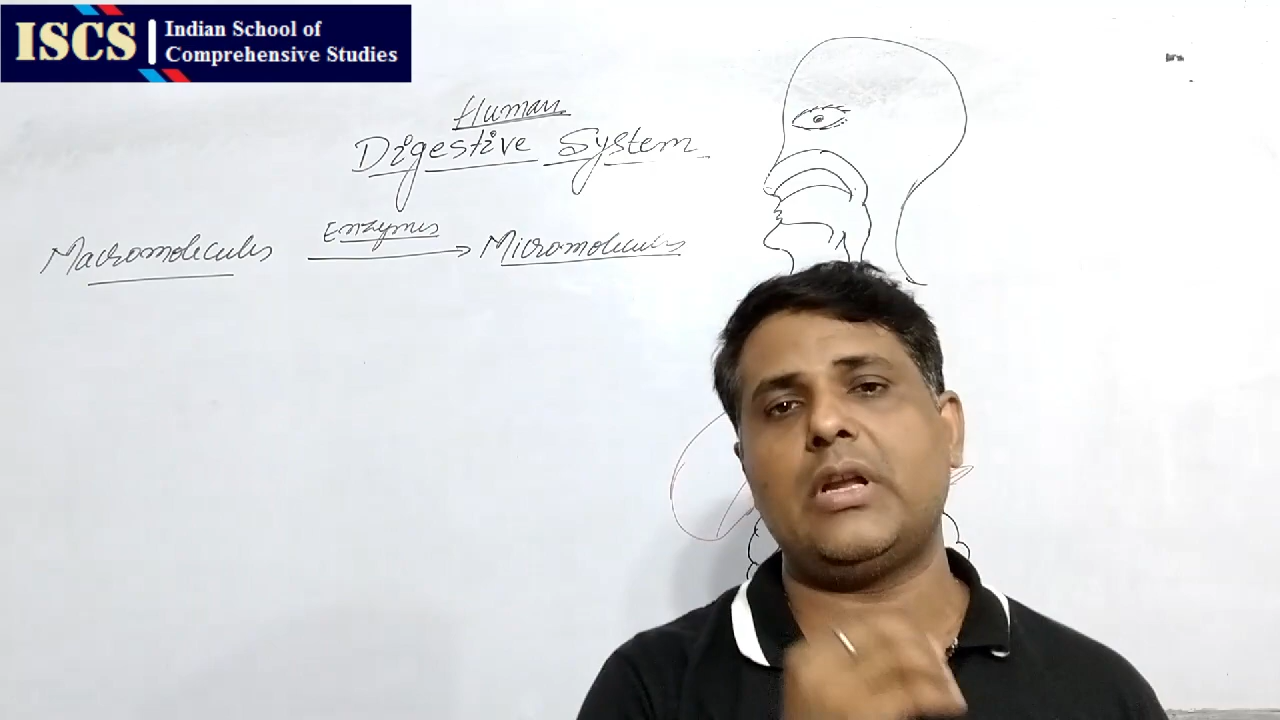 ISCS
Indian School of
Comprehensive Studies
Human
Digestive System
Macromolecules Enzymes Micromolecules